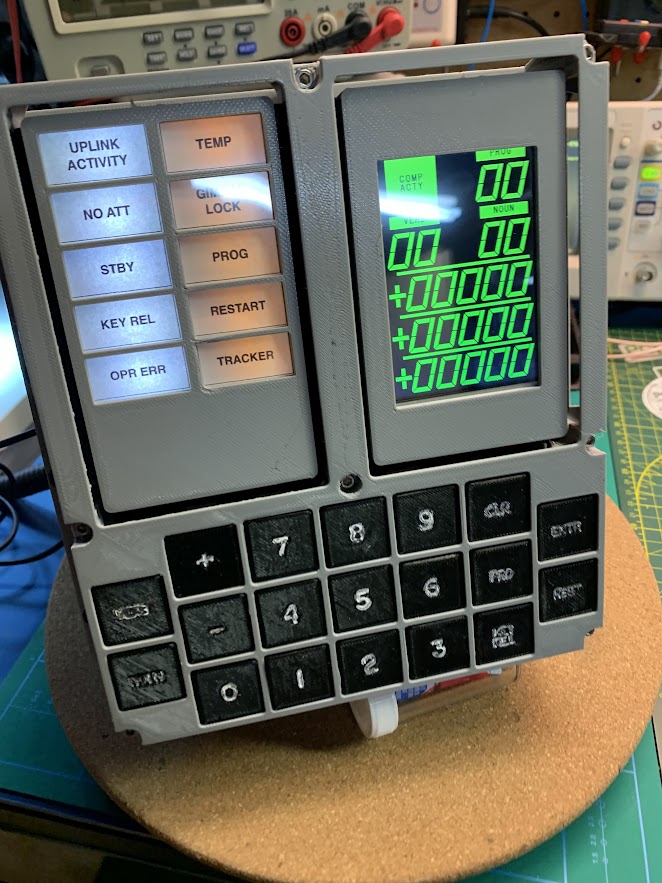 COM
UPLINK
ACTIVITY
TEMP
NO ATT
LOCK
STBY
PROG
KEY REL
RESTART
OPR ERR
TRACKER
COMP
ACTY
PROG
00
NOUN
00
00
+00000
+00000
+00000
+
7
8
9
CLR
-
4
5
6
PRO
0
1
2
3
KEY
REL